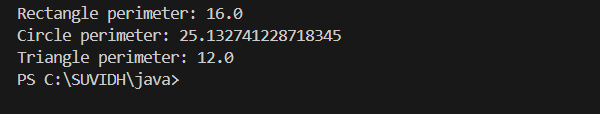 Rectangle perimeter: 16.0
Circle perimeter: 25.132741228718345
Triangle perimeter: 12.0
PS C:\SUVIDH\java>